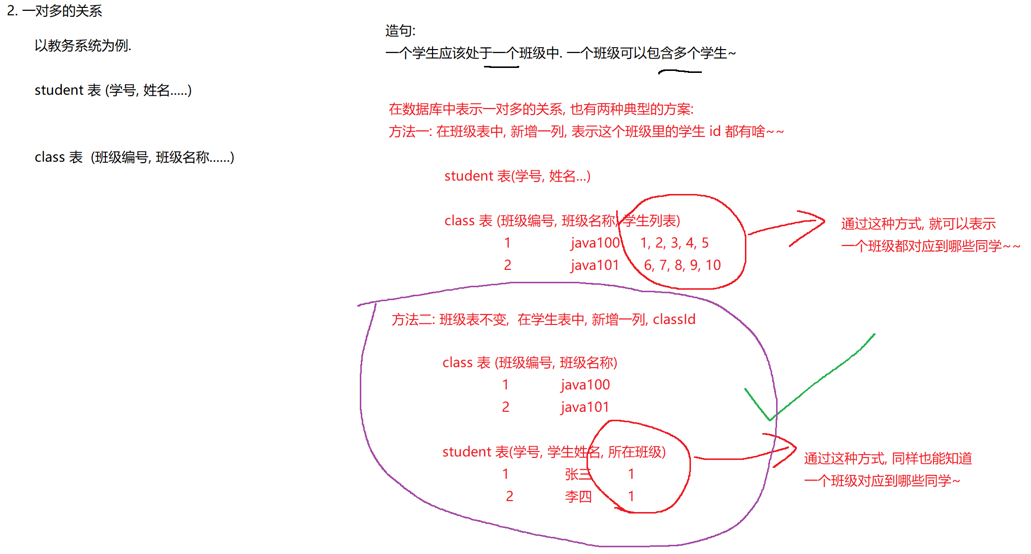 2. 一对多的关系
以教务系统为例.
student 表 (学号, 姓名.....)
class 表  (班级编号, 班级名称......)
造句:
一个学生应该处于一个班级中. 一个班级可以包含多个学生~
在数据库中表示一对多的关系, 也有两种典型的方案:
方法一: 在班级表中, 新增一列, 表示这个班级里的学生 id 都有啥~~
student 表(学号, 姓名...)
class 表 (班级编号, 班级名称, 学生列表)
1 java100 1, 2, 3, 4, 5
2 java101 6, 7, 8, 9, 10
通过这种方式, 就可以表示
一个班级都对应到哪些同学~~
方法二: 班级表不变,  在学生表中, 新增一列, classId
class 表 (班级编号, 班级名称)
1 java100
2 java101
student 表(学号, 学生姓名, 所在班级)
1 张三 1
2 李四 1
通过这种方式, 同样也能知道
一个班级对应到哪些同学~